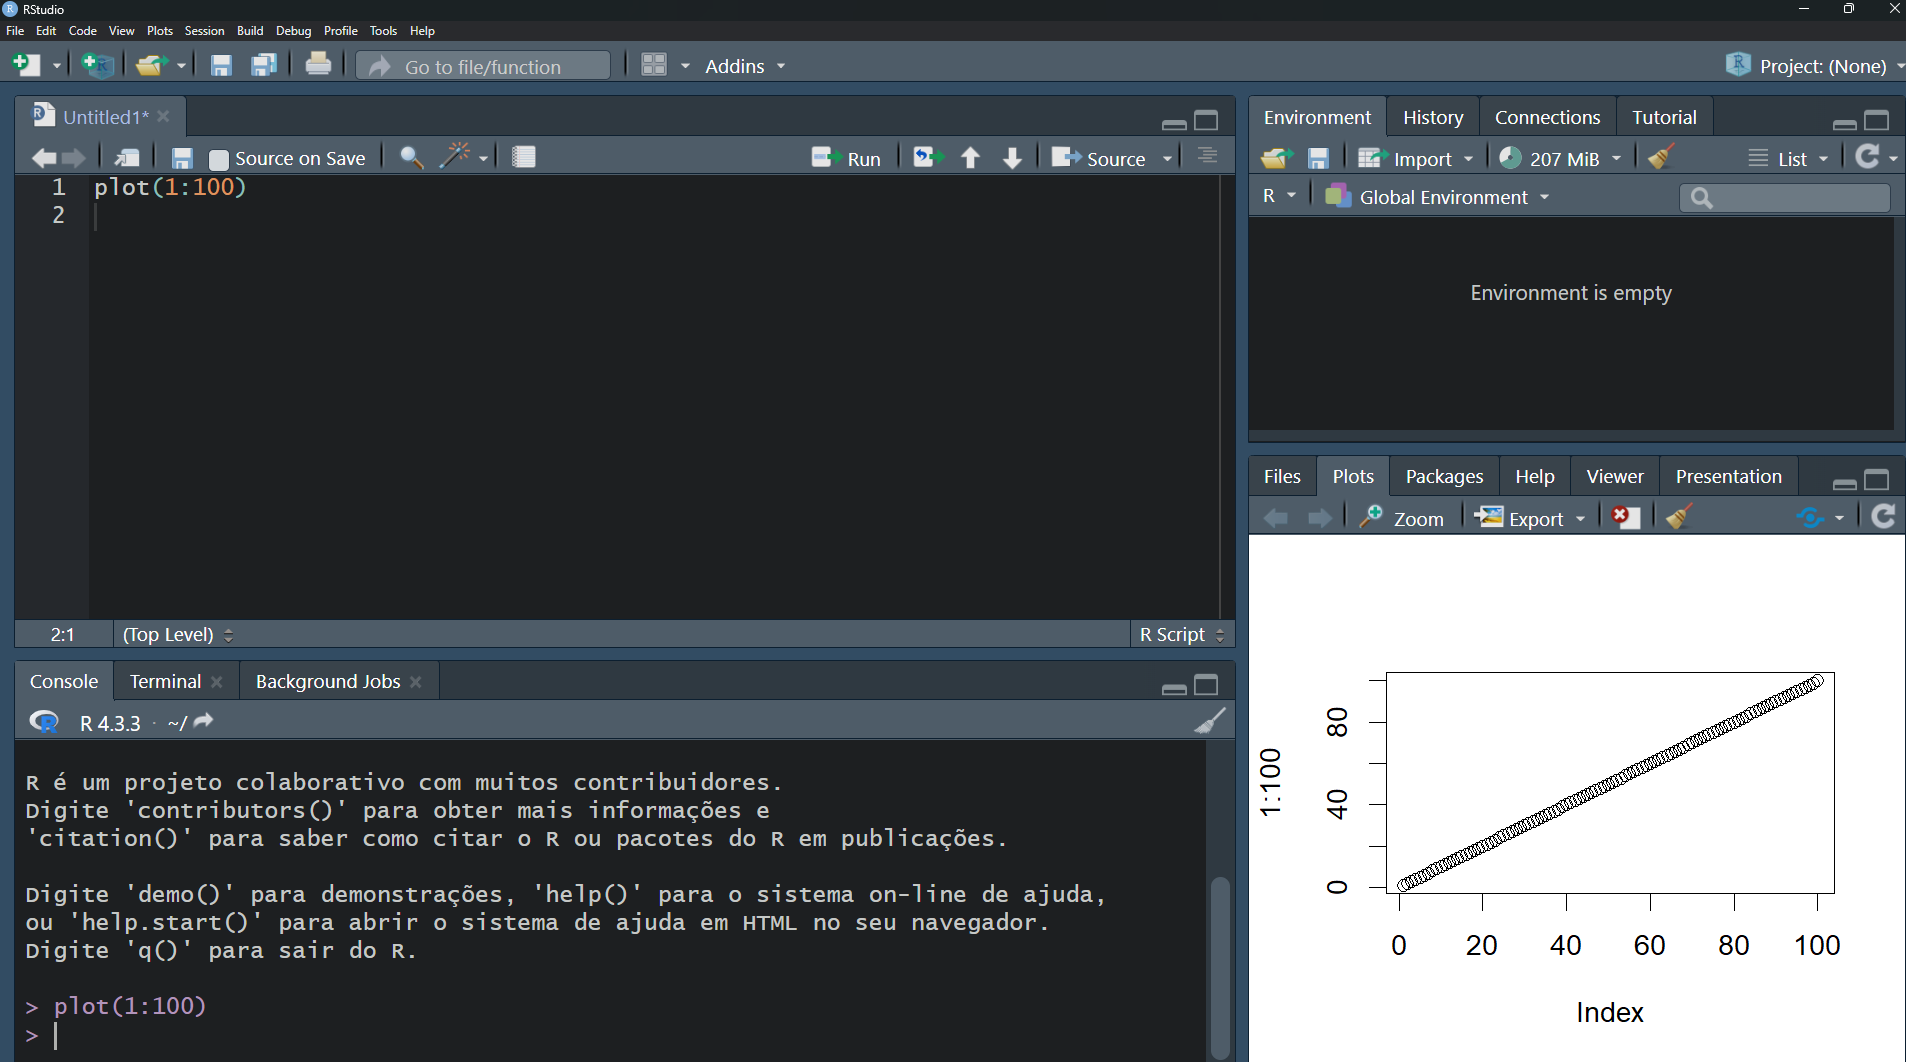 RStudio
File Edit Code View Plots Session Build Debug Profile Tools Help
Go to file/function Addins Project: (None)
Untitled1*
Source on Save Run Source
1 plot(1:100)
2
2:1 (Top Level) R Script
Console Terminal Background Jobs
R 4.3.3 · ~/
R é um projeto colaborativo com muitos contribuidores.
Digite 'contributors()' para obter mais informações e
'citation()' para saber como citar o R ou pacotes do R em publicações.
Digite 'demo()' para demonstrações, 'help()' para o sistema on-line de ajuda,
ou 'help.start()' para abrir o sistema de ajuda em HTML no seu navegador.
Digite 'q()' para sair do R.
> plot(1:100)
>
Environment History Connections Tutorial
Import 207 MiB List
R Global Environment
Environment is empty
Files Plots Packages Help Viewer Presentation
Zoom Export
1:100
80
40
0
0 20 40 60 80 100
Index